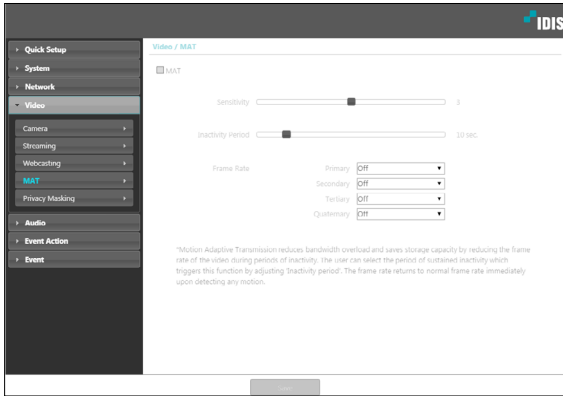 IDIS
Quick Setup
System
Network
Video
Camera
Streaming
Webcasting
MAT
Privacy Masking
Audio
Event Action
Event
Video / MAT
MAT
Sensitivity 3
Inactivity Period 10 sec.
Frame Rate Primary Off
Secondary Off
Tertiary Off
Quaternary Off
*Motion Adaptive Transmission reduces bandwidth overload and saves storage capacity by reducing the frame
rate of the video during periods of inactivity. The user can select the period of sustained inactivity which
triggers this function by adjusting 'Inactivity period'. The frame rate returns to normal frame rate immediately
upon detecting any motion.